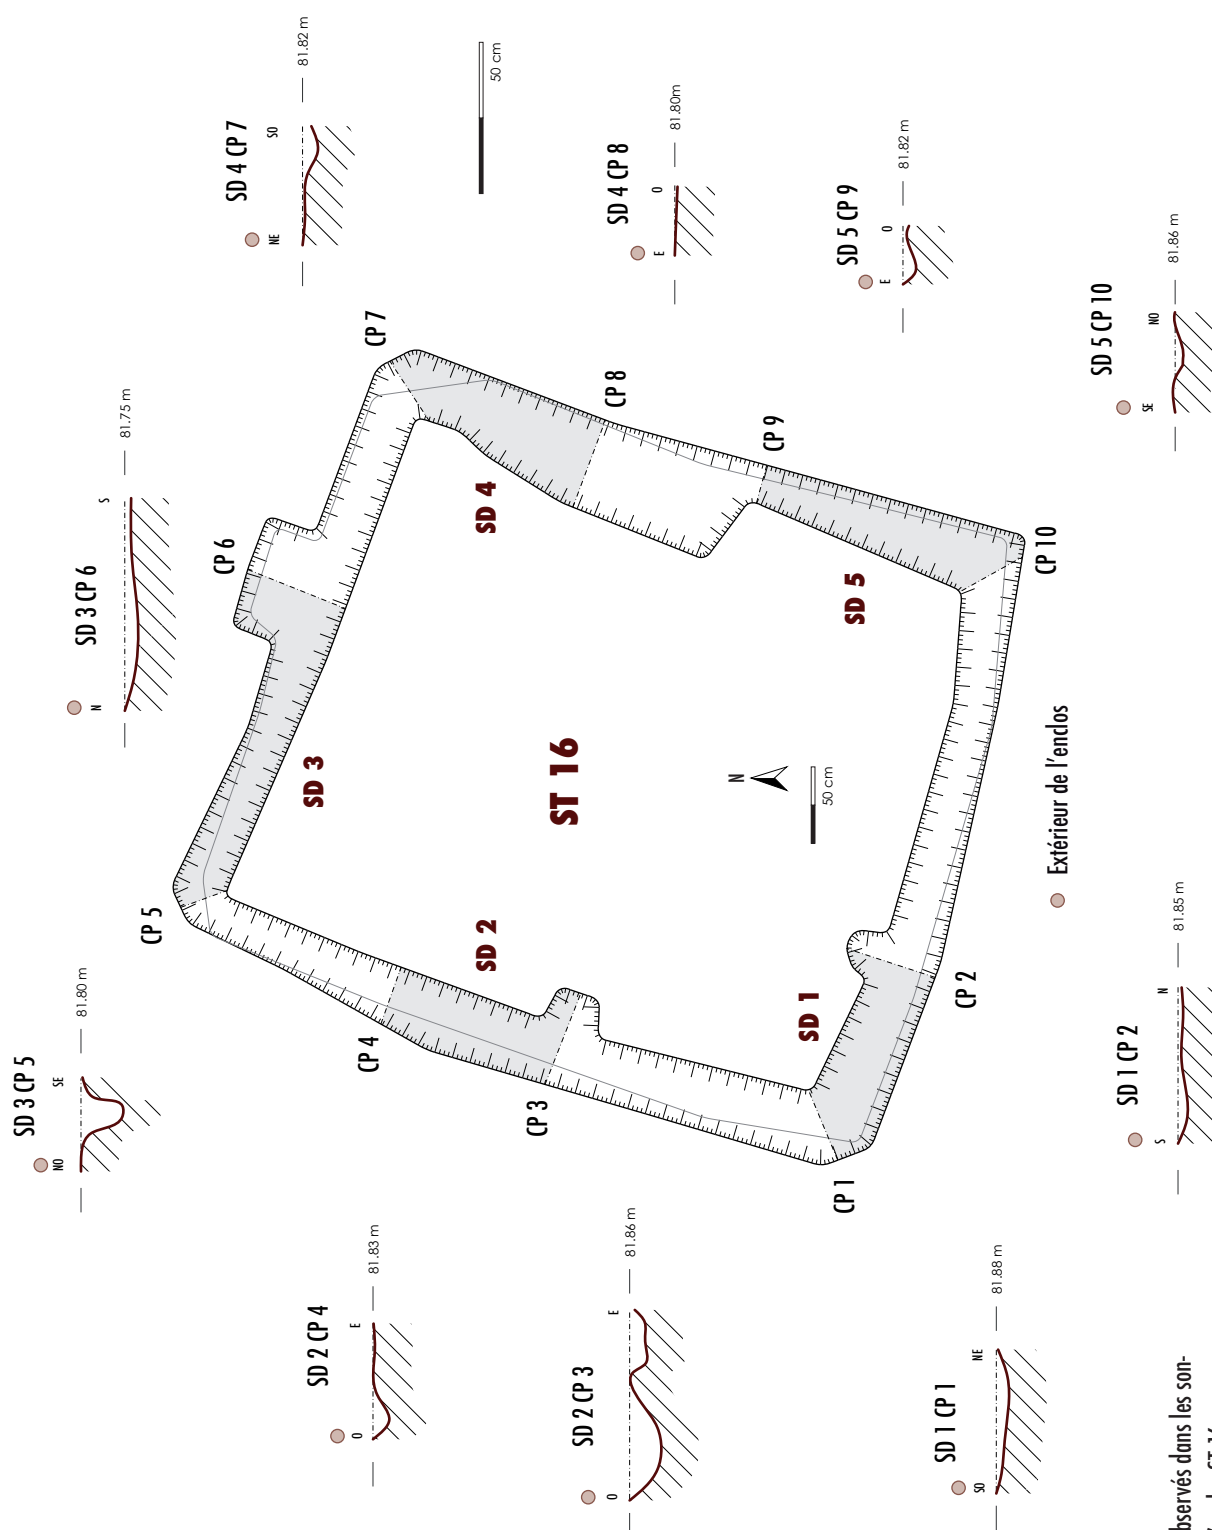 SD 3 CP 5
NO
SE
81.80 m
SD 3 CP 6
N
S
81.75 m
SD 4 CP 7
NE
SO
81.82 m
50 cm
SD 4 CP 8
E
O
81.80m
SD 5 CP 9
E
O
81.82 m
SD 5 CP 10
SE
NO
81.86 m
SD 2 CP 4
O
E
81.83 m
SD 2 CP 3
O
E
81.86 m
SD 1 CP 1
SO
NE
81.88 m
SD 1 CP 2
S
N
81.85 m
CP 5
CP 6
CP 7
CP 4
CP 8
CP 3
CP 9
CP 1
CP 2
CP 10
SD 3
SD 2
SD 4
ST 16
SD 1
SD 5
N
50 cm
Extérieur de l'enclos
bservés dans les son-
ST 16